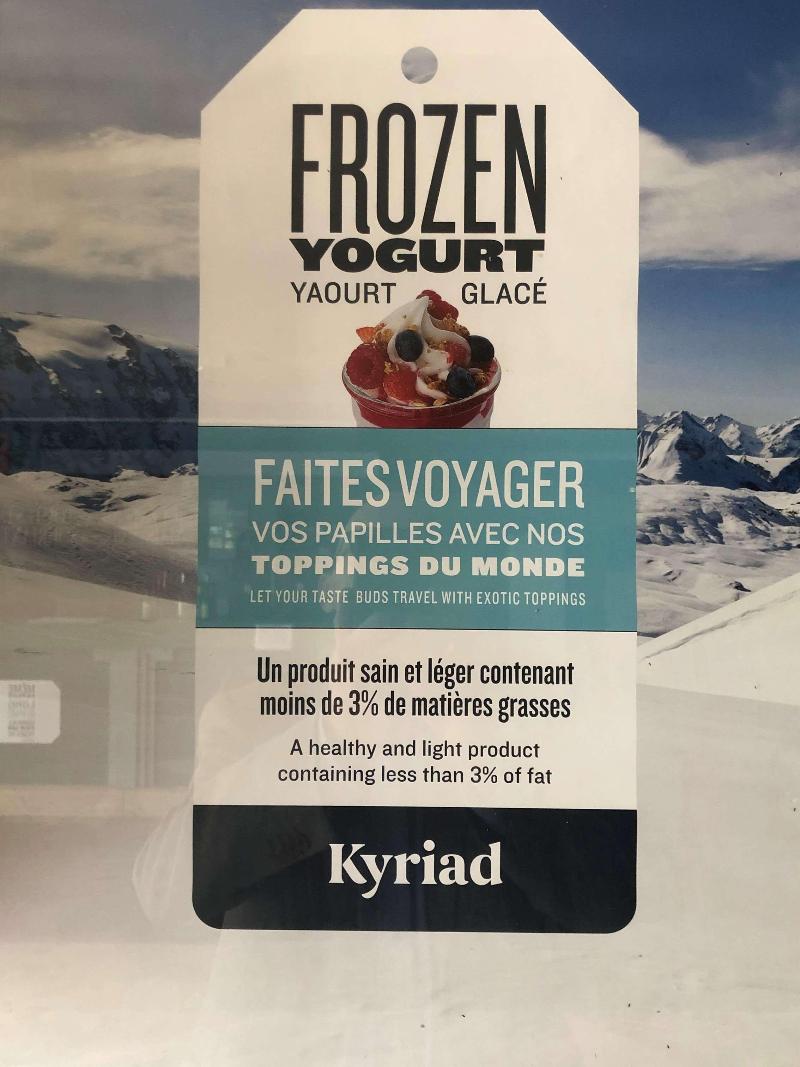 FROZEN
YOGURT
YAOURT GLACÉ
FAITES VOYAGER
VOS PAPILLES AVEC NOS
TOPPINGS DU MONDE
LET YOUR TASTE BUDS TRAVEL WITH EXOTIC TOPPINGS
Un produit sain et léger contenant
moins de 3% de matières grasses
A healthy and light product
containing less than 3% of fat
Kyriad